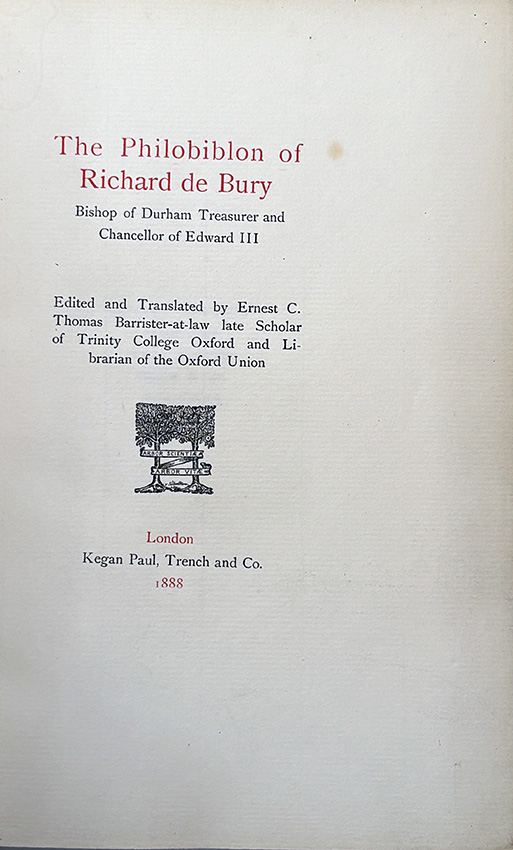 The Philobiblon of
Richard de Bury
Bishop of Durham Treasurer and
Chancellor of Edward III
Edited and Translated by Ernest C.
Thomas Barrister-at-law late Scholar
of Trinity College Oxford and Li-
brarian of the Oxford Union
ARBOR SCIENTIÆ
ARBOR VITÆ
London
Kegan Paul, Trench and Co.
1888